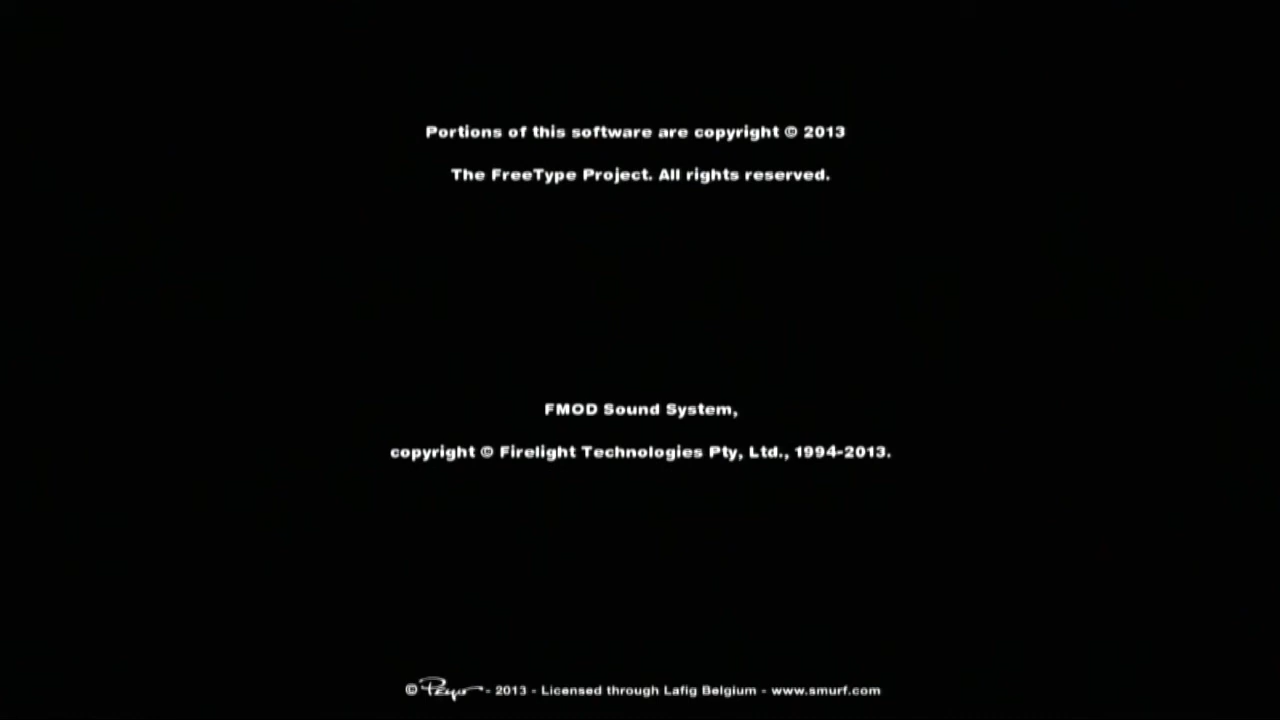 Portions of this software are copyright © 2013
The FreeType Project. All rights reserved.
FMOD Sound System,
copyright © Firelight Technologies Pty, Ltd., 1994-2013.
© Peyo - 2013 - Licensed through Lafig Belgium - www.smurf.com